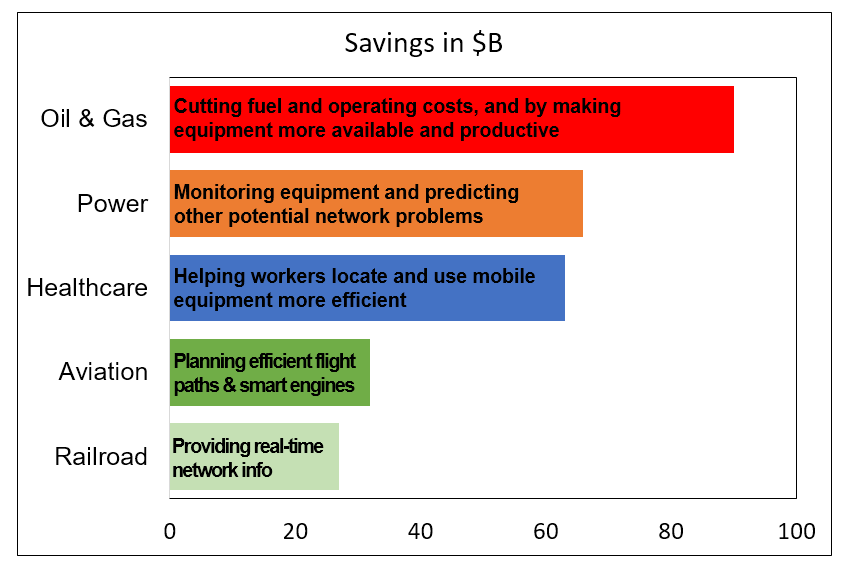 Savings in $B
Oil & Gas
Cutting fuel and operating costs, and by making
equipment more available and productive
Power
Monitoring equipment and predicting
other potential network problems
Healthcare
Helping workers locate and use mobile
equipment more efficient
Aviation
Planning efficient flight
paths & smart engines
Railroad
Providing real-time
network info
0 20 40 60 80 100